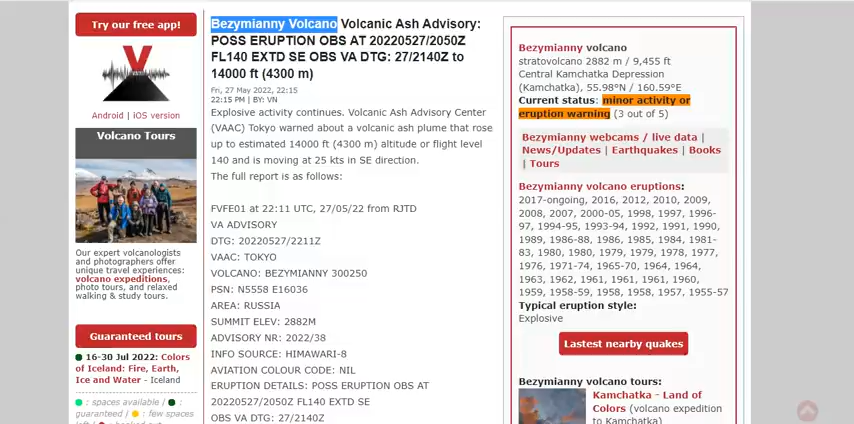 Try our free app!
Android | iOS version
Volcano Tours
Our expert volcanologists
and photographers offer
unique travel experiences:
volcano expeditions,
photo tours, and relaxed
walking & study tours.
Guaranteed tours
16-30 Jul 2022: Colors
of Iceland: Fire, Earth,
Ice and Water - Iceland
: spaces available / :
guaranteed / : few spaces
Bezymianny Volcano Volcanic Ash Advisory:
POSS ERUPTION OBS AT 20220527/2050Z
FL140 EXTD SE OBS VA DTG: 27/2140Z to
14000 ft (4300 m)
Fri, 27 May 2022, 22:15
22:15 PM | BY: VN
Explosive activity continues. Volcanic Ash Advisory Center
(VAAC) Tokyo warned about a volcanic ash plume that rose
up to estimated 14000 ft (4300 m) altitude or flight level
140 and is moving at 25 kts in SE direction.
The full report is as follows:
FVFE01 at 22:11 UTC, 27/05/22 from RJTD
VA ADVISORY
DTG: 20220527/2211Z
VAAC: TOKYO
VOLCANO: BEZYMIANNY 300250
PSN: N5558 E16036
AREA: RUSSIA
SUMMIT ELEV: 2882M
ADVISORY NR: 2022/38
INFO SOURCE: HIMAWARI-8
AVIATION COLOUR CODE: NIL
ERUPTION DETAILS: POSS ERUPTION OBS AT
20220527/2050Z FL140 EXTD SE
OBS VA DTG: 27/2140Z
Bezymianny volcano
stratovolcano 2882 m / 9,455 ft
Central Kamchatka Depression
(Kamchatka), 55.98°N / 160.59°E
Current status: minor activity or
eruption warning (3 out of 5)
Bezymianny webcams / live data |
News/Updates | Earthquakes | Books
| Tours
Bezymianny volcano eruptions:
2017-ongoing, 2016, 2012, 2010, 2009,
2008, 2007, 2000-05, 1998, 1997, 1996-
97, 1994-95, 1993-94, 1992, 1991, 1990,
1989, 1986-88, 1986, 1985, 1984, 1981-
83, 1980, 1980, 1979, 1979, 1978, 1977,
1976, 1971-74, 1965-70, 1964, 1964,
1963, 1962, 1961, 1961, 1961, 1960,
1959, 1958-59, 1958, 1958, 1957, 1955-57
Typical eruption style:
Explosive
Lastest nearby quakes
Bezymianny volcano tours:
Kamchatka - Land of
Colors (volcano expedition
to Kamchatka)